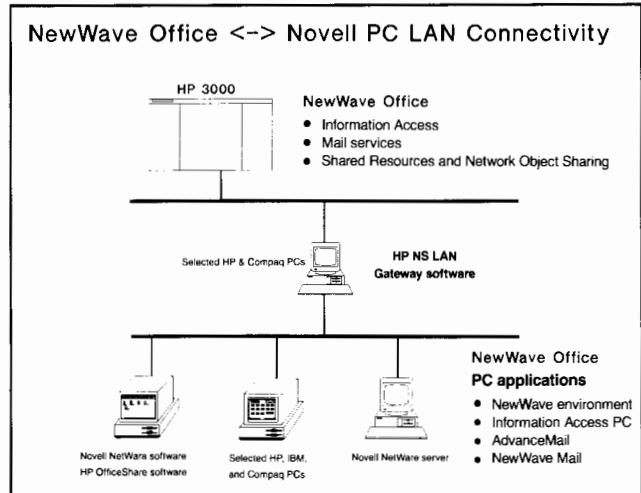 NewWave Office <-> Novell PC LAN Connectivity
HP 3000
NewWave Office
• Information Access
• Mail services
• Shared Resources and Network Object Sharing
Selected HP & Compaq PCs
HP NS LAN
Gateway software
NewWave Office
PC applications
• NewWave environment
• Information Access PC
• AdvanceMail
• NewWave Mail
Novell NetWara software
HP OfficeShare software
Selected HP, IBM,
and Compaq PCs
Novell NetWare server